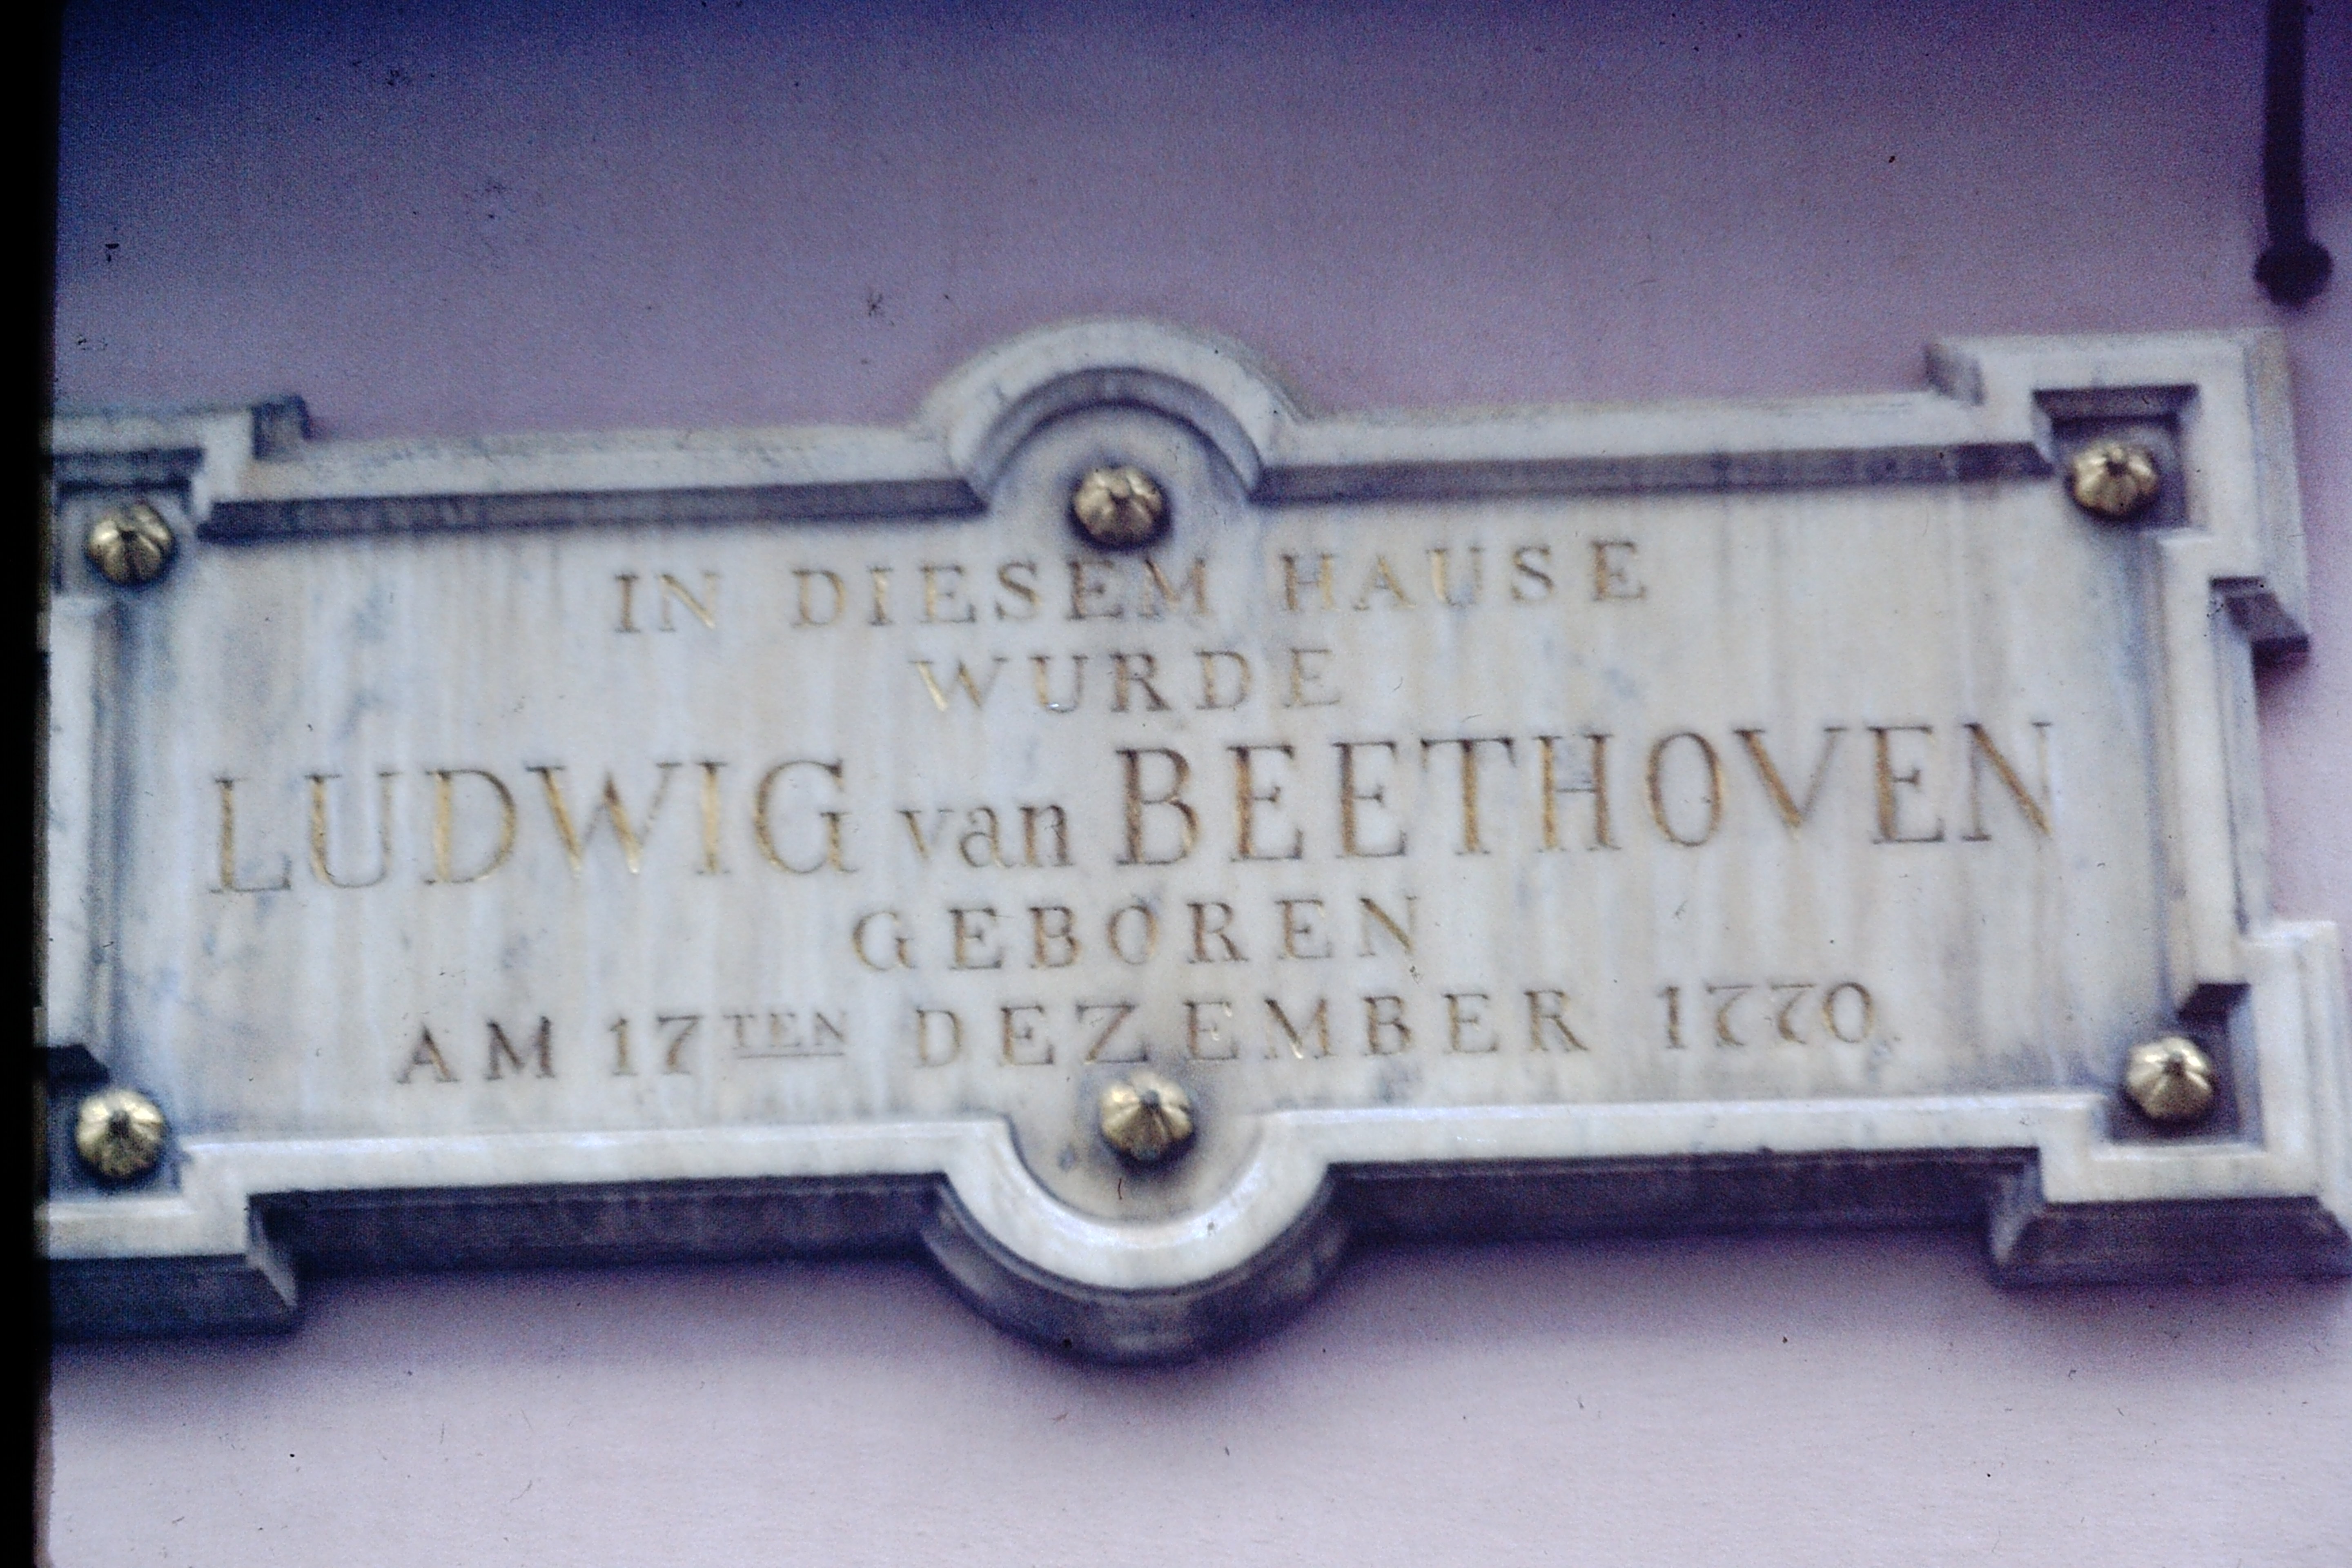 IN DIESEM HAUSE
WURDE
LUDWIG van BEETHOVEN
GEBOREN
AM 17TEN DEZEMBER 1770.